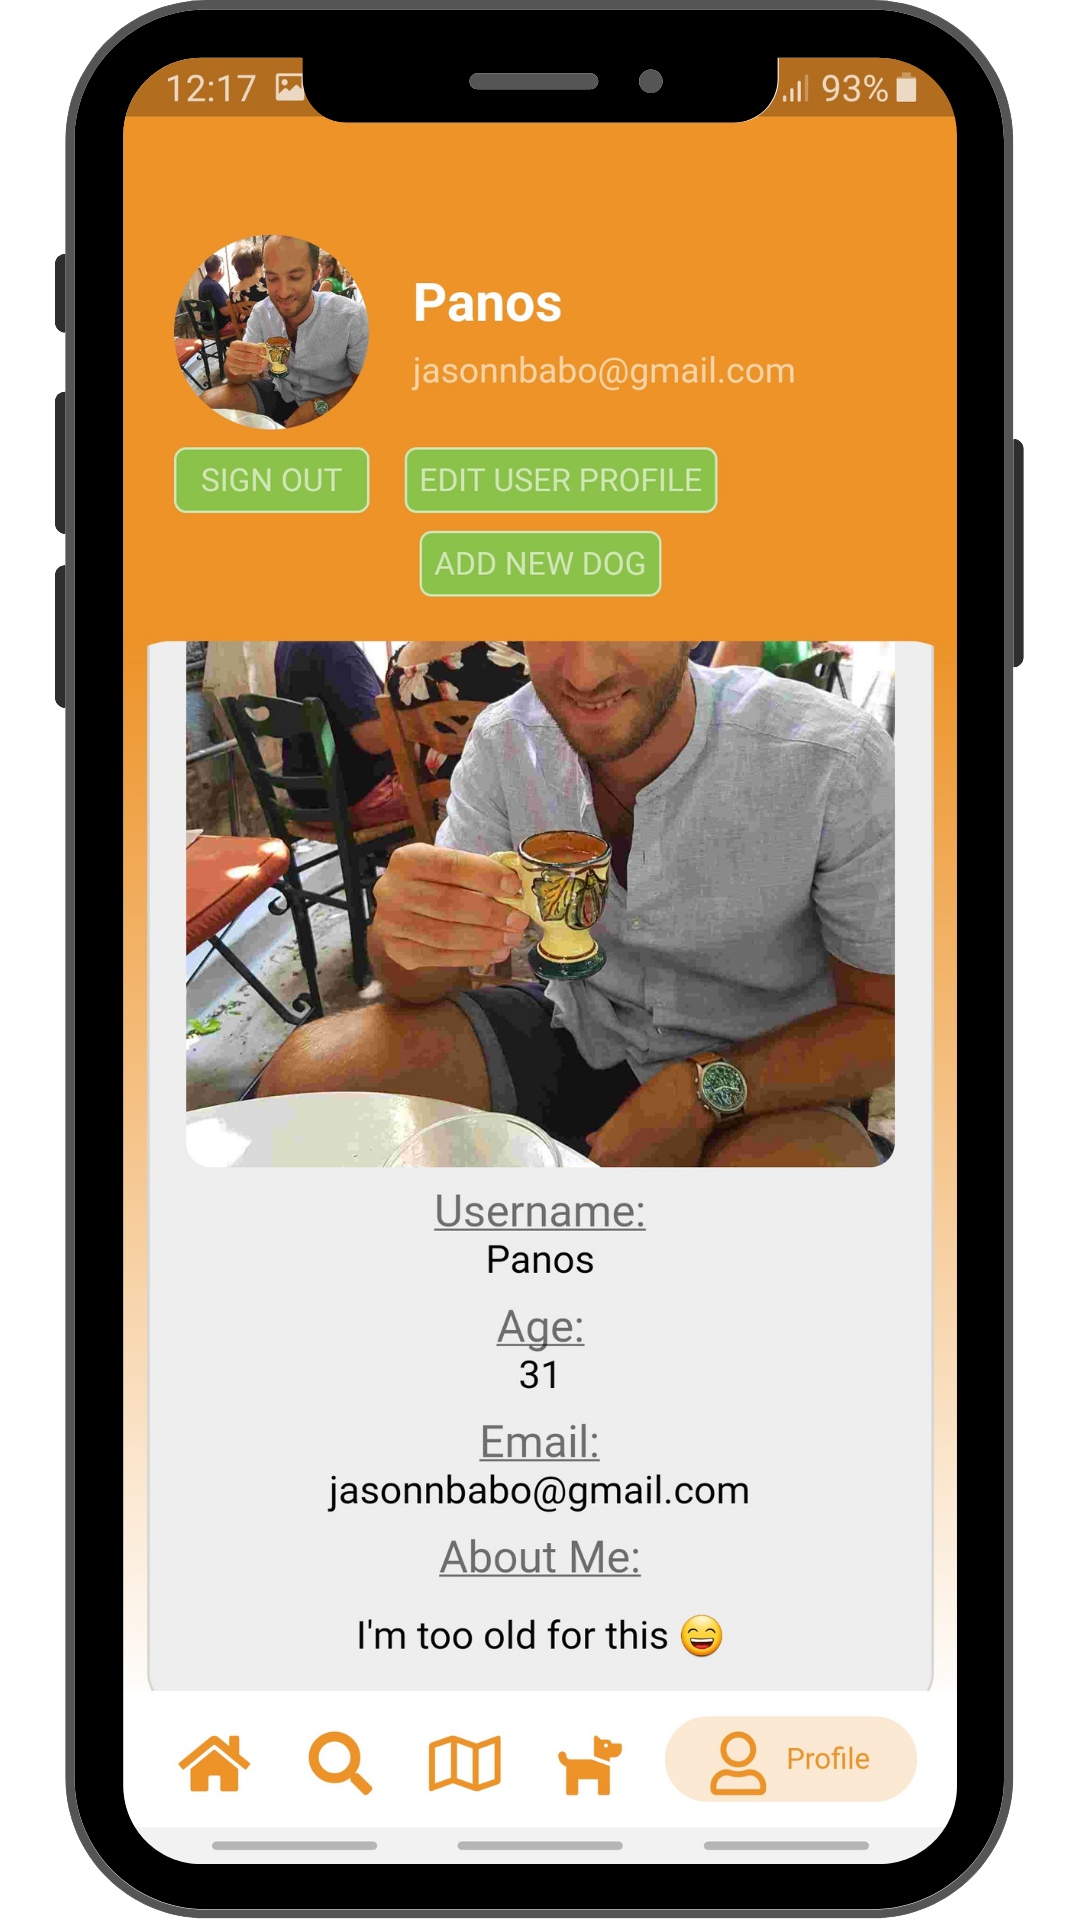 12:17 93%
Panos
jasonnbabo@gmail.com
SIGN OUT EDIT USER PROFILE
ADD NEW DOG
Username:
Panos
Age:
31
Email:
jasonnbabo@gmail.com
About Me:
I'm too old for this 😄
Profile